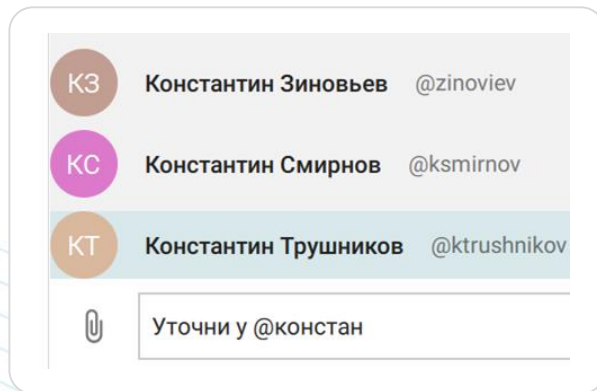 КЗ Константин Зиновьев @zinoviev
КС Константин Смирнов @ksmirnov
КТ Константин Трушников @ktrushnikov
Уточни у @констан